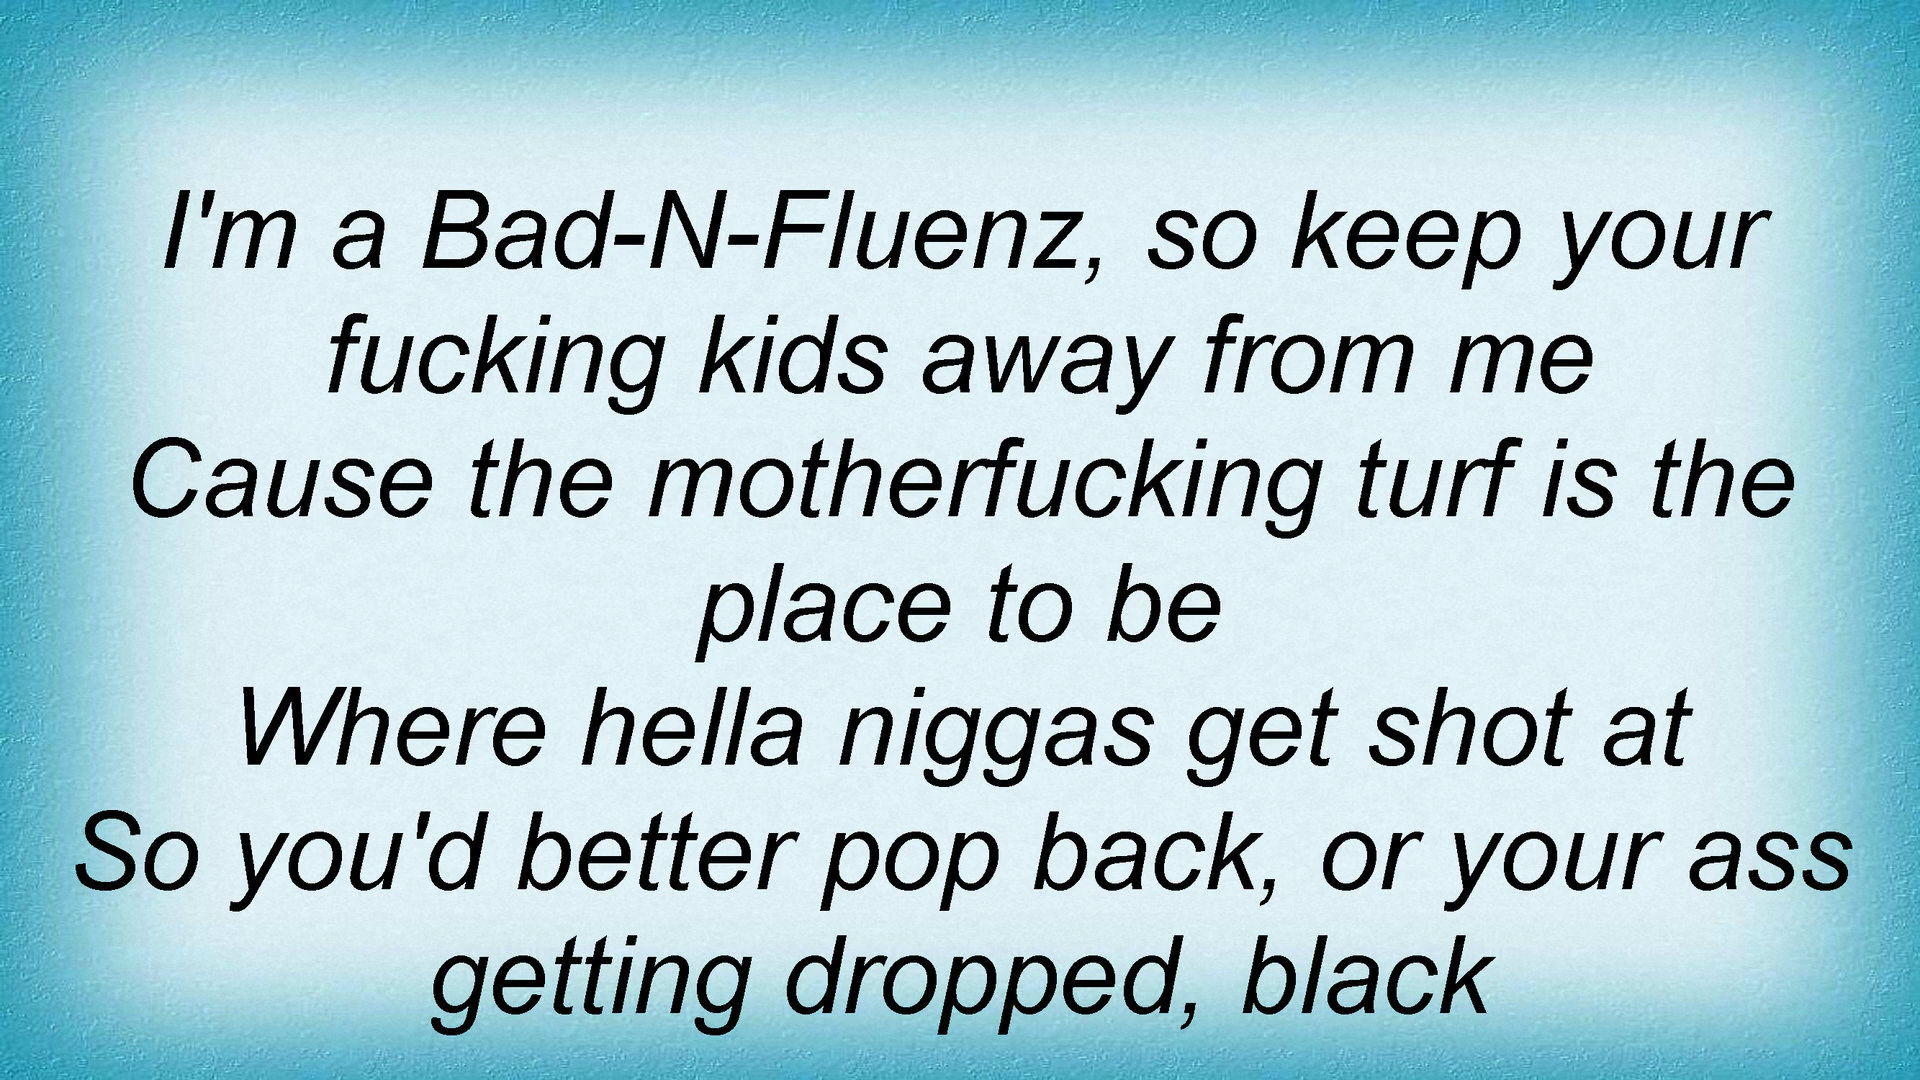 I'm a Bad-N-Fluenz, so keep your
fucking kids away from me
Cause the motherfucking turf is the
place to be
Where hella niggas get shot at
So you'd better pop back, or your ass
getting dropped, black